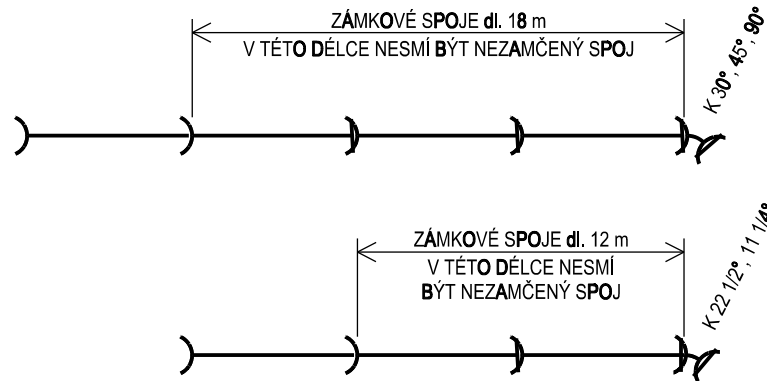 ZÁMKOVÉ SPOJE dl. 18 m
V TÉTO DÉLCE NESMÍ BÝT NEZAMČENÝ SPOJ
K 30°, 45°, 90°
ZÁMKOVÉ SPOJE dl. 12 m
V TÉTO DÉLCE NESMÍ
BÝT NEZAMČENÝ SPOJ
K 22 1/2°, 11 1/4°